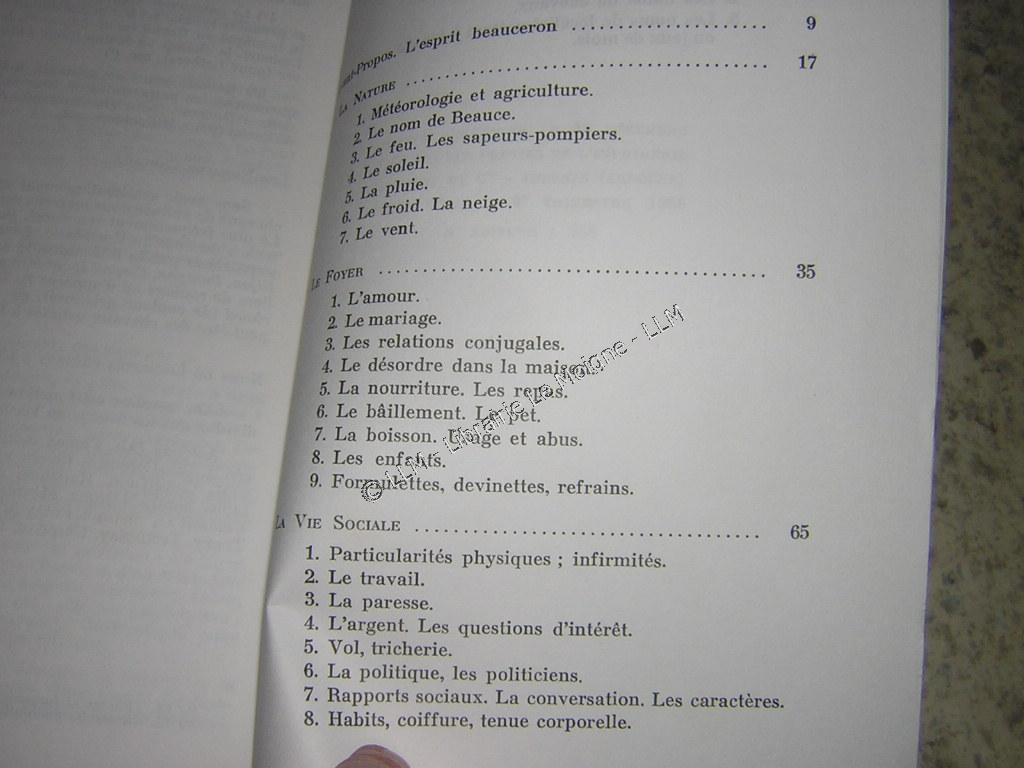 L'esprit beauceron .................... 9
LA NATURE ........................................ 17
1. Météorologie et agriculture.
2. Le nom de Beauce.
3. Le feu. Les sapeurs-pompiers.
4. Le soleil.
5. La pluie.
6. Le froid. La neige.
7. Le vent.
LE FOYER ........................................ 35
1. L'amour.
2. Le mariage.
3. Les relations conjugales.
4. Le désordre dans la maison.
5. La nourriture. Les repas.
6. Le bâillement. Le pet.
7. La boisson. Usage et abus.
8. Les enfants.
9. Formulettes, devinettes, refrains.
LA VIE SOCIALE .................................... 65
1. Particularités physiques ; infirmités.
2. Le travail.
3. La paresse.
4. L'argent. Les questions d'intérêt.
5. Vol, tricherie.
6. La politique, les politiciens.
7. Rapports sociaux. La conversation. Les caractères.
8. Habits, coiffure, tenue corporelle.
© LLM - Librairie Le Moigne - LLM